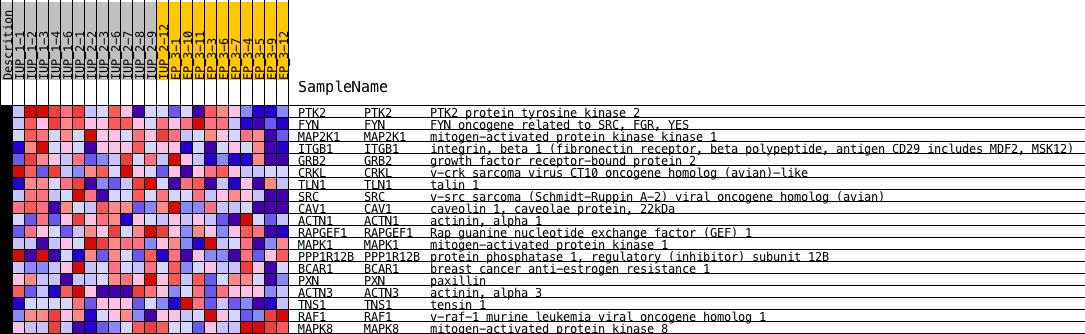 Descrition
IUP_1-1
IUP_1-2
IUP_1-3
IUP_1-4
IUP_1-6
IUP_2-1
IUP_2-2
IUP_2-3
IUP_2-6
IUP_2-7
IUP_2-8
IUP_2-9
IUP_2-12
EP_3-1
EP_3-10
EP_3-11
EP_3-3
EP_3-6
EP_3-7
EP_3-4
EP_3-5
EP_3-9
EP_3-12
SampleName
PTK2 PTK2 PTK2 protein tyrosine kinase 2
FYN FYN FYN oncogene related to SRC, FGR, YES
MAP2K1 MAP2K1 mitogen-activated protein kinase kinase 1
ITGB1 ITGB1 integrin, beta 1 (fibronectin receptor, beta polypeptide, antigen CD29 includes MDF2, MSK12)
GRB2 GRB2 growth factor receptor-bound protein 2
CRKL CRKL v-crk sarcoma virus CT10 oncogene homolog (avian)-like
TLN1 TLN1 talin 1
SRC SRC v-src sarcoma (Schmidt-Ruppin A-2) viral oncogene homolog (avian)
CAV1 CAV1 caveolin 1, caveolae protein, 22kDa
ACTN1 ACTN1 actinin, alpha 1
RAPGEF1 RAPGEF1 Rap guanine nucleotide exchange factor (GEF) 1
MAPK1 MAPK1 mitogen-activated protein kinase 1
PPP1R12B PPP1R12B protein phosphatase 1, regulatory (inhibitor) subunit 12B
BCAR1 BCAR1 breast cancer anti-estrogen resistance 1
PXN PXN paxillin
ACTN3 ACTN3 actinin, alpha 3
TNS1 TNS1 tensin 1
RAF1 RAF1 v-raf-1 murine leukemia viral oncogene homolog 1
MAPK8 MAPK8 mitogen-activated protein kinase 8